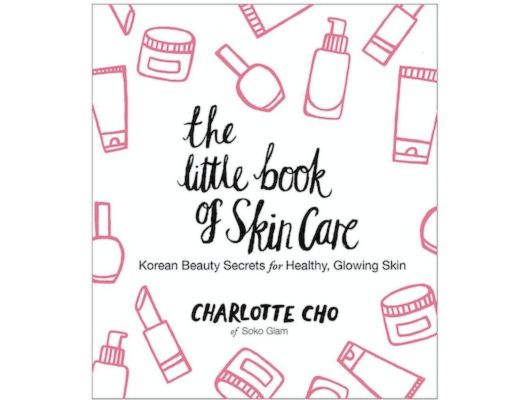 the
little book
of Skin Care
Korean Beauty Secrets for Healthy, Glowing Skin
CHARLOTTE CHO
of Soko Glam